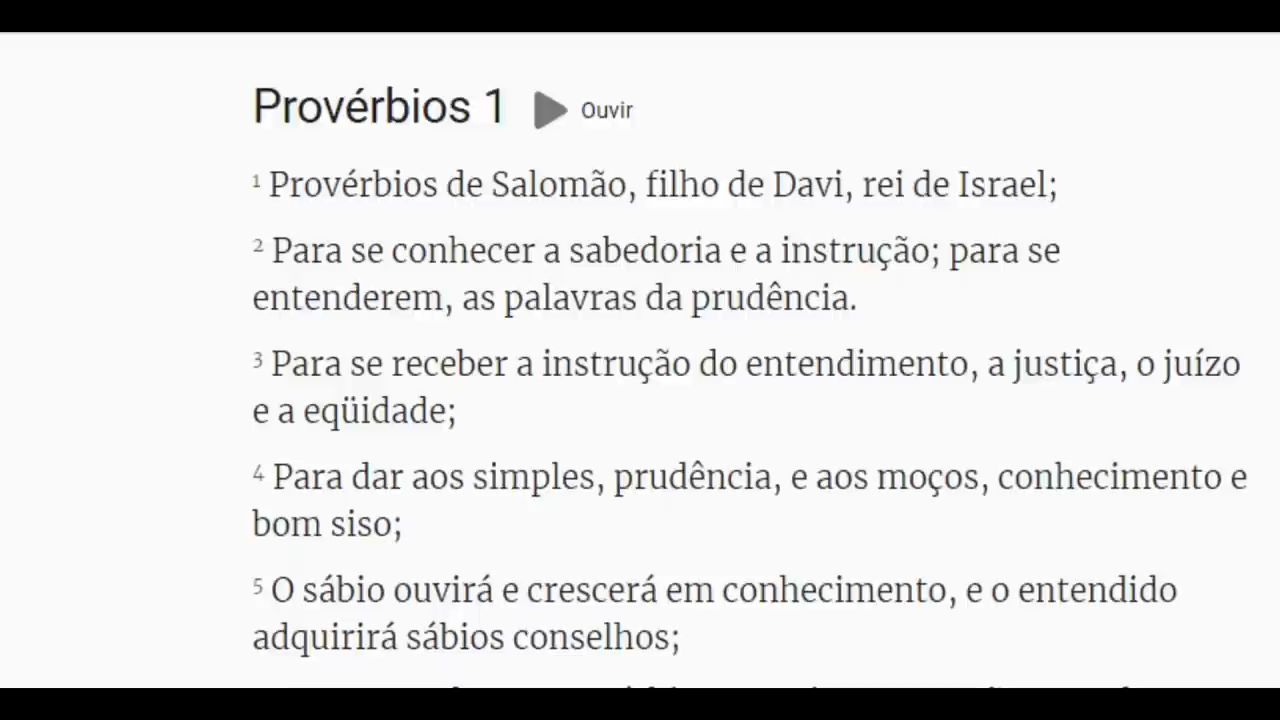 Provérbios 1 Ouvir
1 Provérbios de Salomão, filho de Davi, rei de Israel;
2 Para se conhecer a sabedoria e a instrução; para se
entenderem, as palavras da prudência.
3 Para se receber a instrução do entendimento, a justiça, o juízo
e a eqüidade;
4 Para dar aos simples, prudência, e aos moços, conhecimento e
bom siso;
5 O sábio ouvirá e crescerá em conhecimento, e o entendido
adquirirá sábios conselhos;